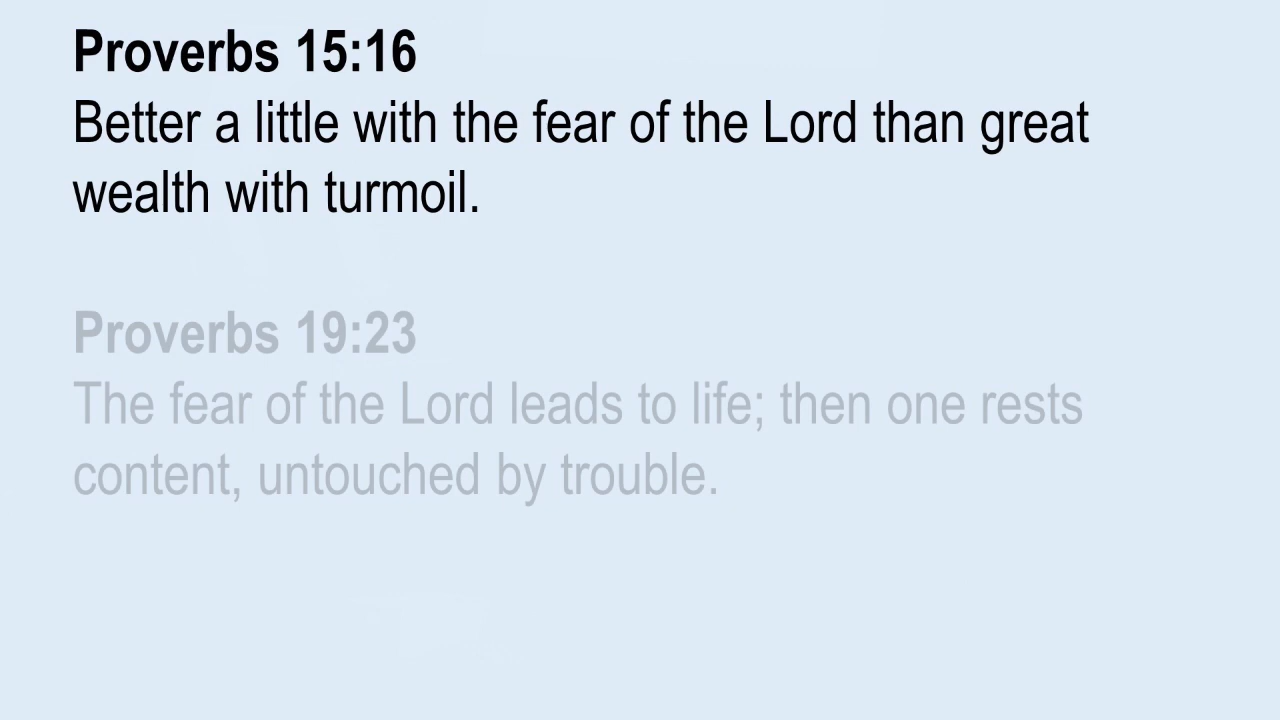 Proverbs 15:16
Better a little with the fear of the Lord than great
wealth with turmoil.
Proverbs 19:23
The fear of the Lord leads to life; then one rests
content, untouched by trouble.